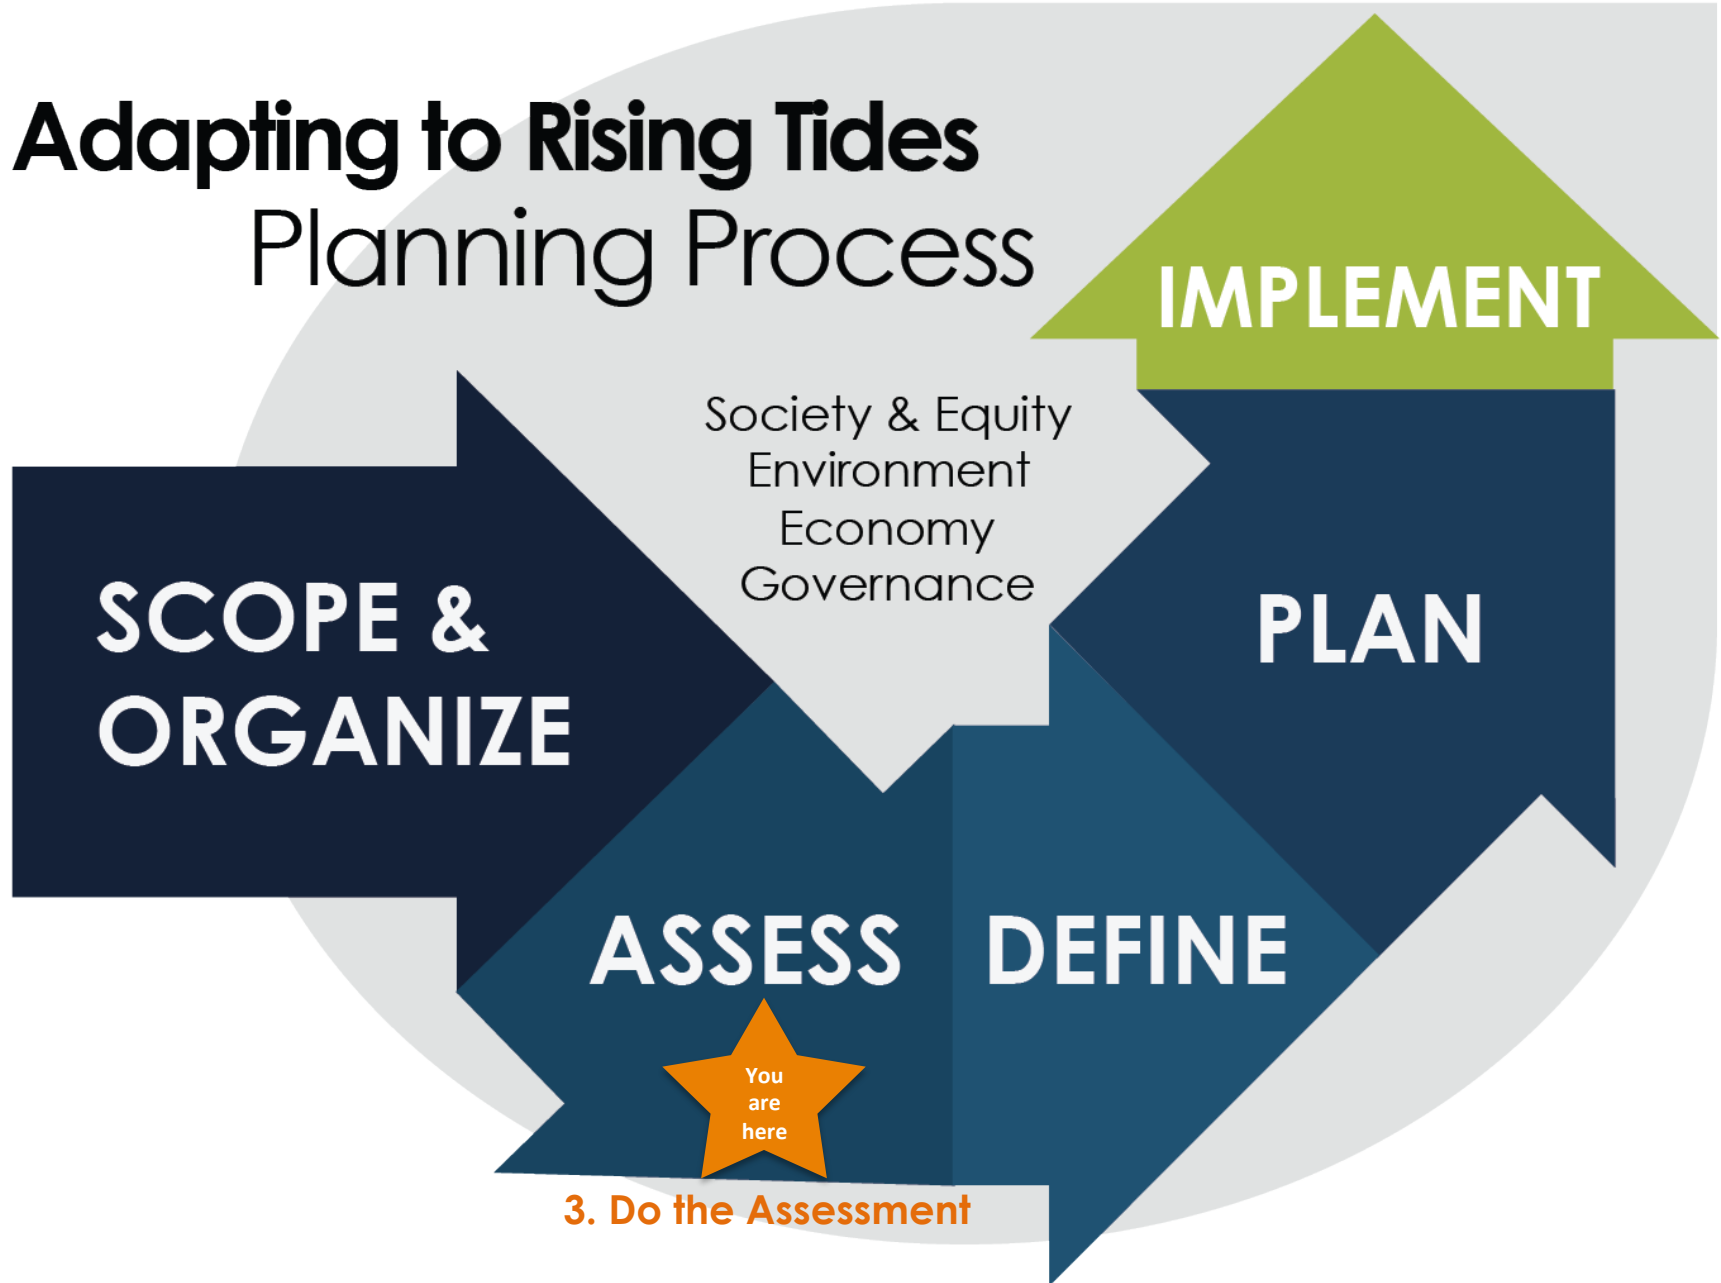 Adapting to Rising Tides
Planning Process
IMPLEMENT
Society & Equity
Environment
Economy
Governance
SCOPE &
ORGANIZE
PLAN
ASSESS
DEFINE
You
are
here
3. Do the Assessment